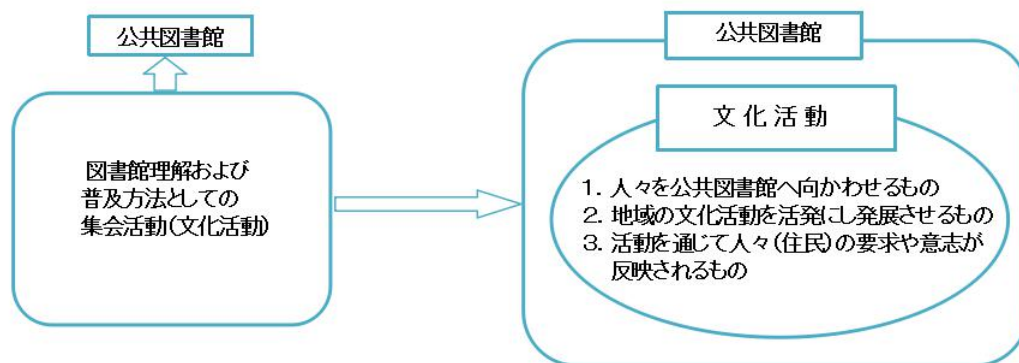 公共図書館
図書館理解および
普及方法としての
集会活動(文化活動)
公共図書館
文化活動
1. 人々を公共図書館へ向かわせるもの
2. 地域の文化活動を活発にし発展させるもの
3. 活動を通じて人々(住民)の要求や意志が
反映されるもの